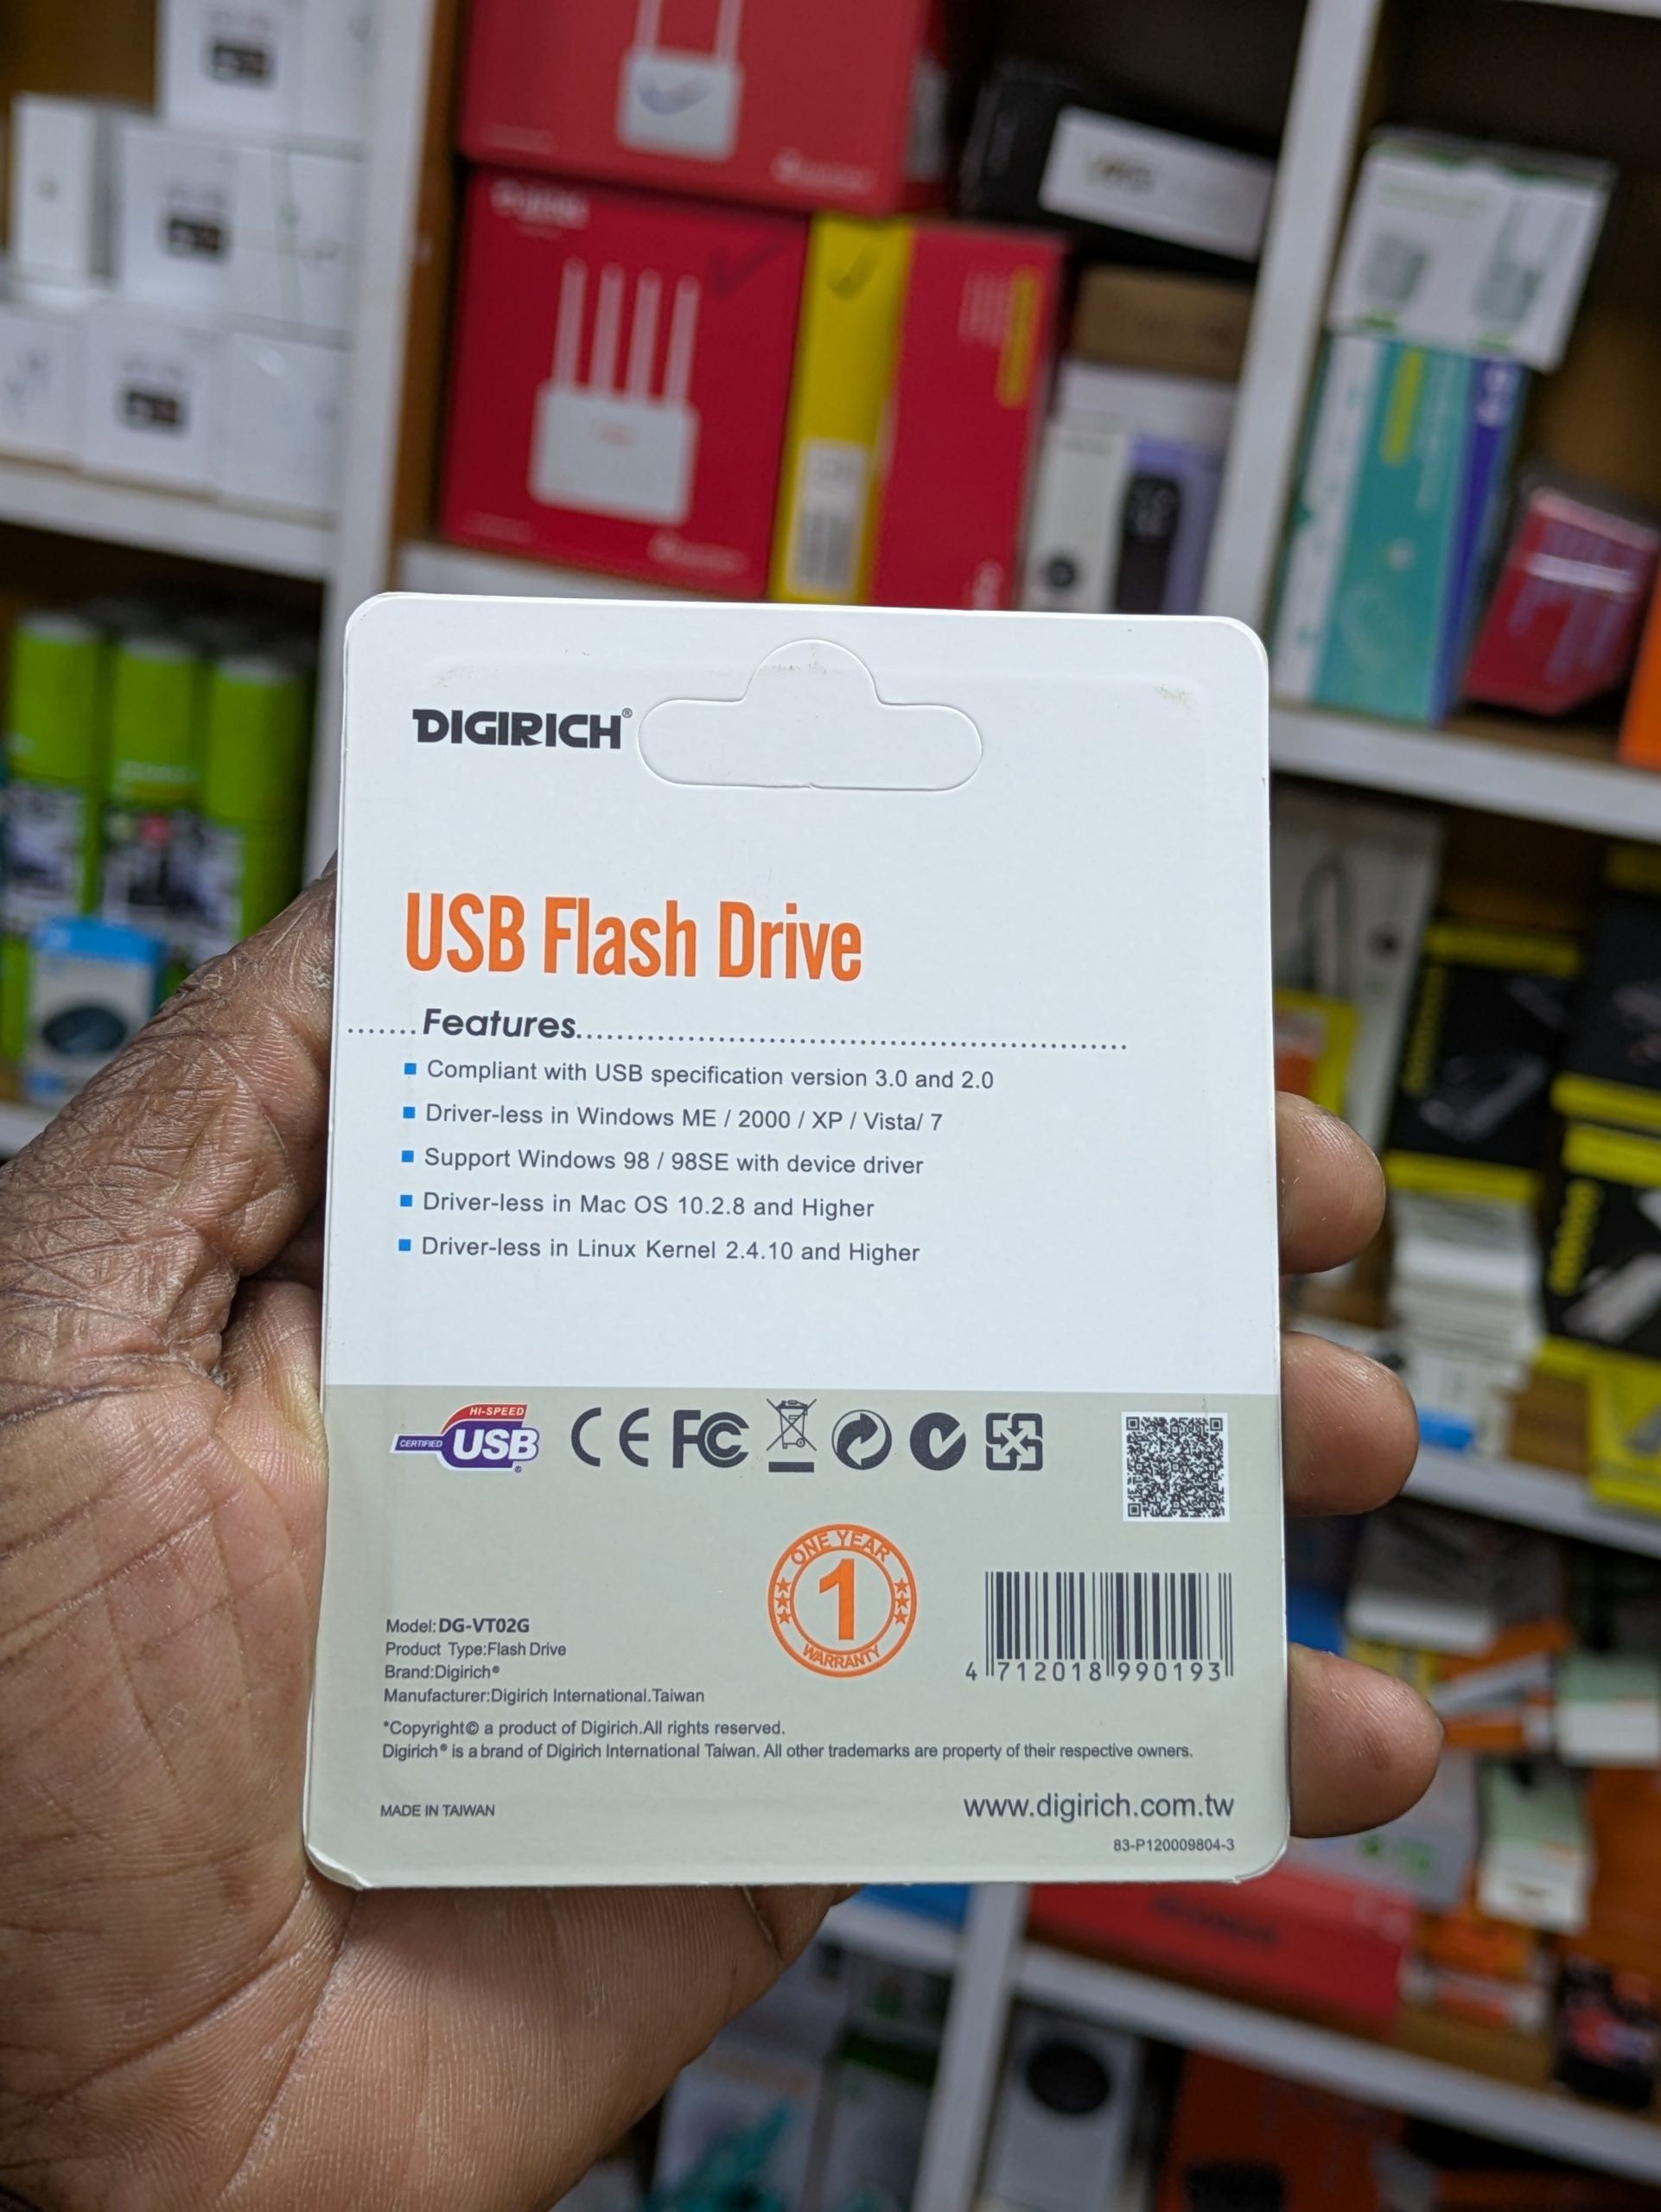 DIGIRICH®
USB Flash Drive
Features
Compliant with USB specification version 3.0 and 2.0
Driver-less in Windows ME / 2000 / XP / Vista/ 7
Support Windows 98 / 98SE with device driver
Driver-less in Mac OS 10.2.8 and Higher
Driver-less in Linux Kernel 2.4.10 and Higher
HI-SPEED
CERTIFIED USB®
CE FC
ONE YEAR
1
WARRANTY
4 712018 990193
Model:DG-VT02G
Product Type:Flash Drive
Brand:Digirich®
Manufacturer:Digirich International.Taiwan
*Copyright© a product of Digirich.All rights reserved.
Digirich® is a brand of Digirich International Taiwan. All other trademarks are property of their respective owners.
MADE IN TAIWAN
www.digirich.com.tw
83-P120009804-3